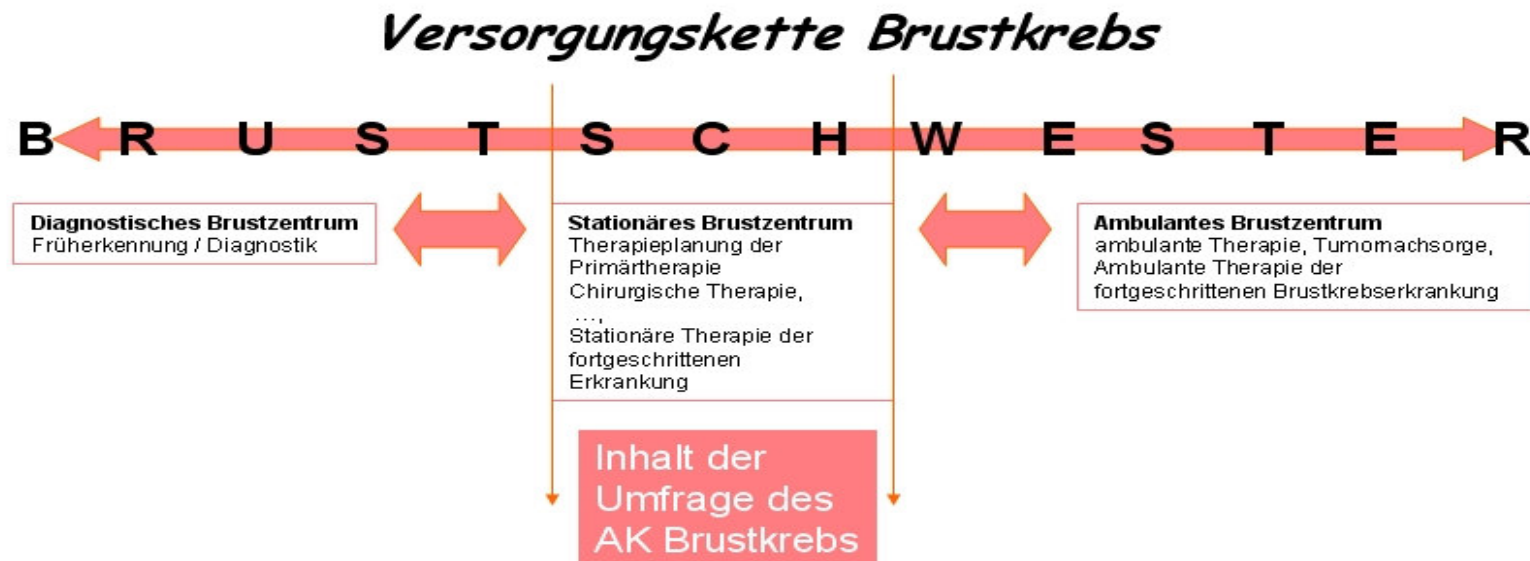 Versorgungskette Brustkrebs
B R U S T S C H W E S T E R
Diagnostisches Brustzentrum
Früherkennung / Diagnostik
Stationäres Brustzentrum
Therapieplanung der
Primärtherapie
Chirurgische Therapie,
...,
Stationäre Therapie der
fortgeschrittenen
Erkrankung
Ambulantes Brustzentrum
ambulante Therapie, Tumornachsorge,
Ambulante Therapie der
fortgeschrittenen Brustkrebserkrankung
Inhalt der
Umfrage des
AK Brustkrebs